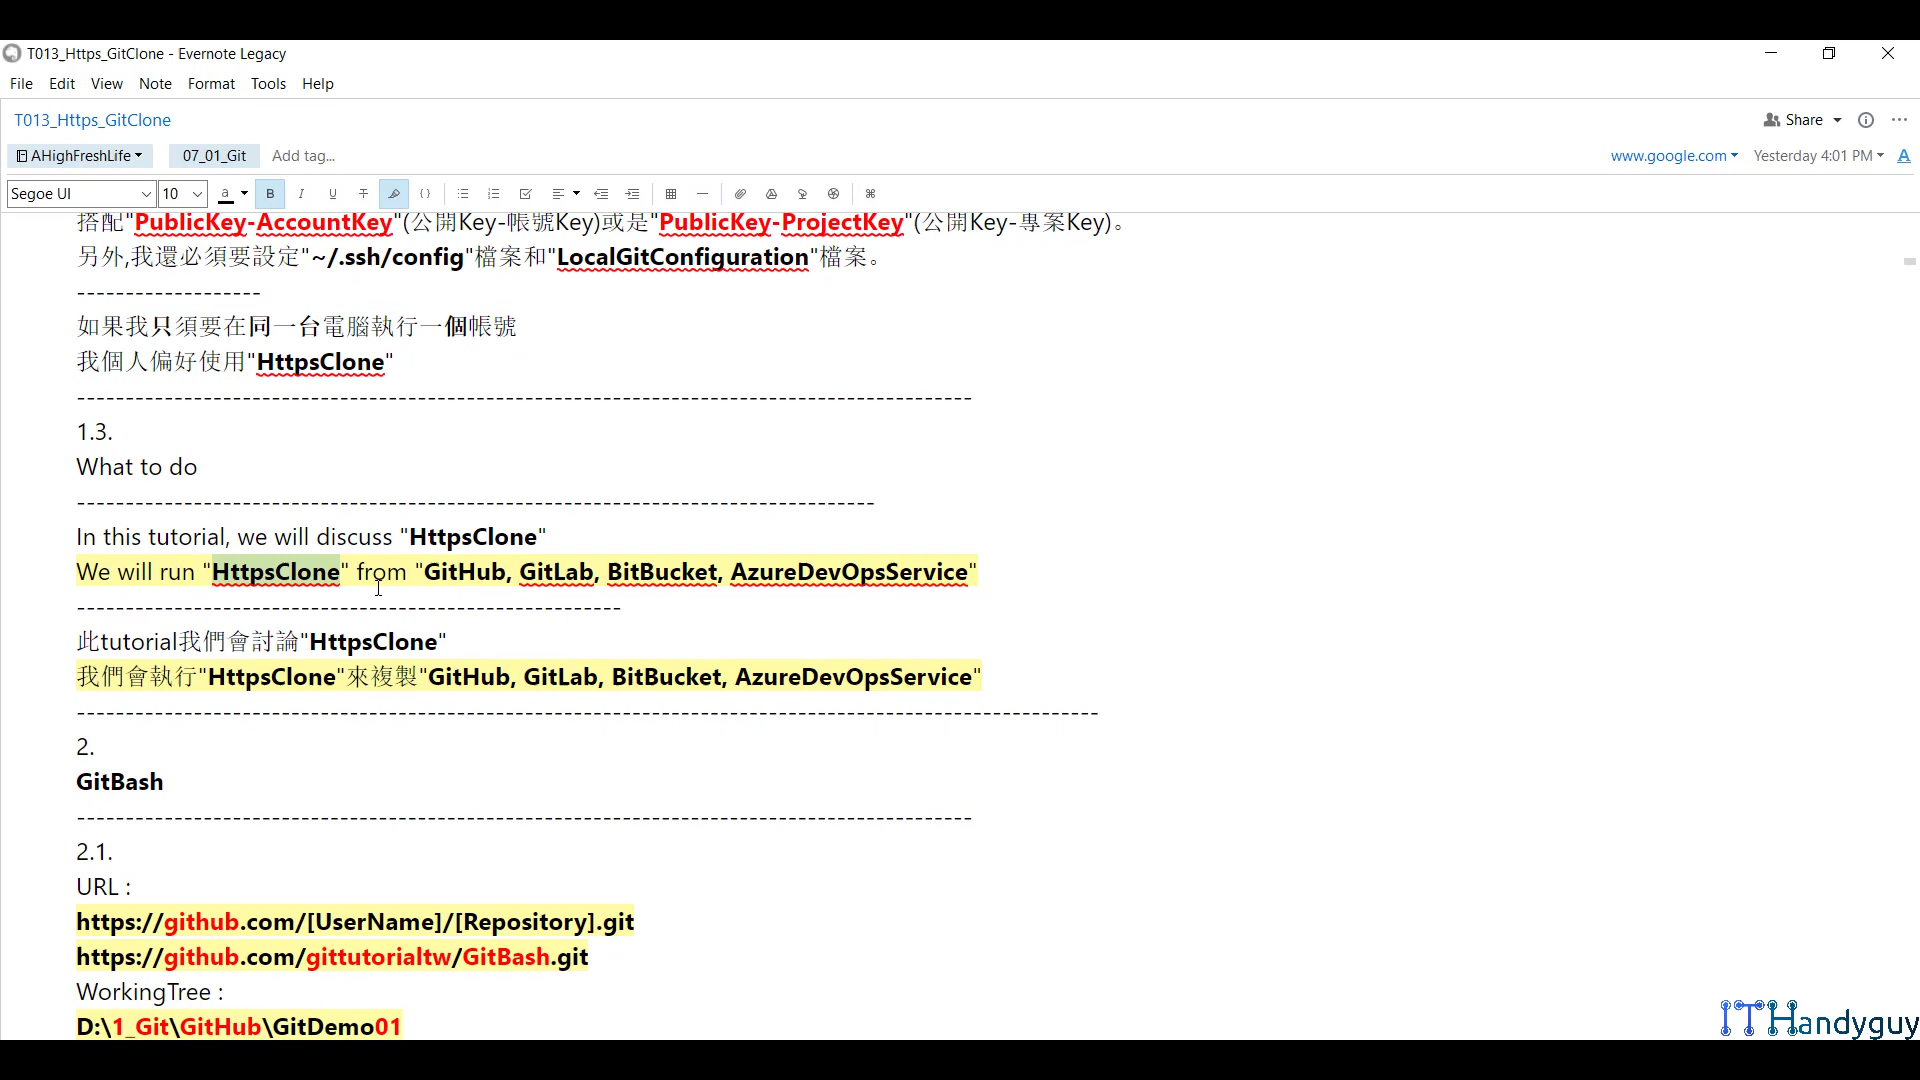 T013_Https_GitClone - Evernote Legacy
File Edit View Note Format Tools Help
T013_Https_GitClone
Share
AHighFreshLife 07_01_Git Add tag...
www.google.com Yesterday 4:01 PM A
Segoe UI 10 a B I U T
搭配"PublicKey-AccountKey"(公開Key-帳號Key)或是"PublicKey-ProjectKey"(公開Key-專案Key)。
另外,我還必須要設定"~/.ssh/config"檔案和"LocalGitConfiguration"檔案。
-------------------
如果我只須要在同一台電腦執行一個帳號
我個人偏好使用"HttpsClone"
--------------------------------------------------------------------------------------------
1.3.
What to do
----------------------------------------------------------------------------------
In this tutorial, we will discuss "HttpsClone"
We will run "HttpsClone" from "GitHub, GitLab, BitBucket, AzureDevOpsService"
--------------------------------------------------------
此tutorial我們會討論"HttpsClone"
我們會執行"HttpsClone"來複製"GitHub, GitLab, BitBucket, AzureDevOpsService"
---------------------------------------------------------------------------------------------------------
2.
GitBash
--------------------------------------------------------------------------------------------
2.1.
URL :
https://github.com/[UserName]/[Repository].git
https://github.com/gittutorialtw/GitBash.git
WorkingTree :
D:\1_Git\GitHub\GitDemo01
ITHandyguy